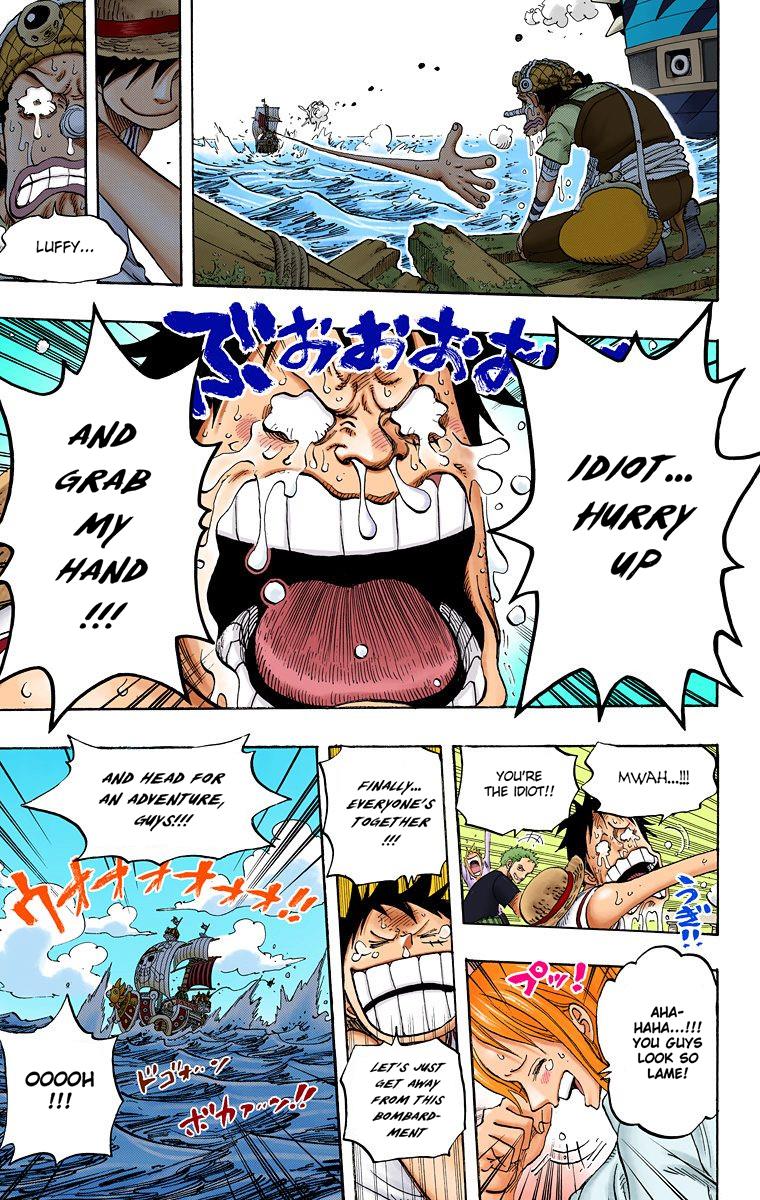 LUFFY...
ぶおおおお
IDIOT...
HURRY
UP
AND
GRAB
MY
HAND
!!!
MWAH...!!!
YOU'RE
THE IDIOT!!
うぎ!!
プッ!
AHA-
HAHA...!!!
YOU GUYS
LOOK SO
LAME!
FINALLY...
EVERYONE'S
TOGETHER
!!!
LET'S JUST
GET AWAY
FROM THIS
BOMBARD-
MENT
AND HEAD FOR
AN ADVENTURE,
GUYS!!!
ウオオオオオオオ!!
OOOOH
!!!
ドゴォーン
ボカァーン!!